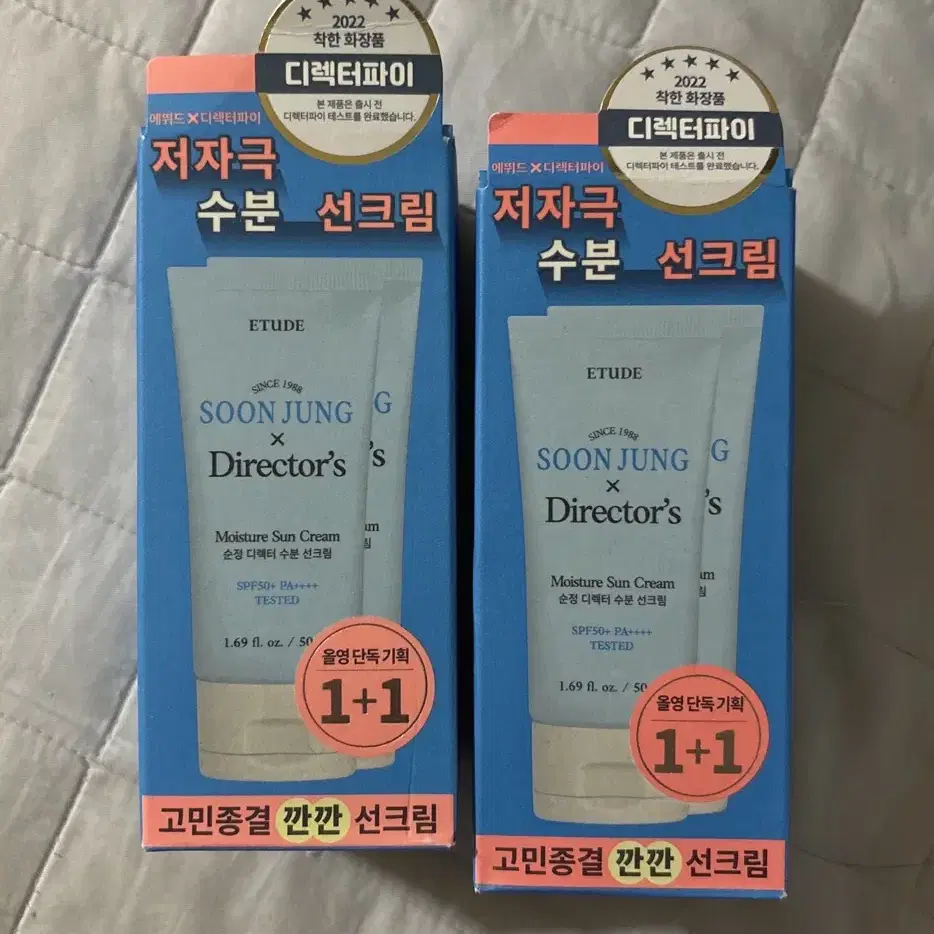 2022
착한 화장품
디렉터파이
본 제품은 출시 전
디렉터파이 테스트를 완료했습니다.
에뛰드×디렉터파이
저자극
수분 선크림
ETUDE
SINCE 1988
SOON JUNG G
×
Director's 's
Moisture Sun Cream am
순정 디렉터 수분 선크림 림
SPF50+ PA++++
TESTED
1.69 fl. oz. / 50
올영 단독 기획
1+1
고민종결 깐깐 선크림
2022
착한 화장품
디렉터파이
본 제품은 출시 전
디렉터파이 테스트를 완료했습니다.
에뛰드×디렉터파이
저자극
수분 선크림
ETUDE
SINCE 1988
SOON JUNG G
×
Director's 's
Moisture Sun Cream am
순정 디렉터 수분 선크림 림
SPF50+ PA++++
TESTED
1.69 fl. oz. / 50
올영 단독 기획
1+1
고민종결 깐깐 선크림